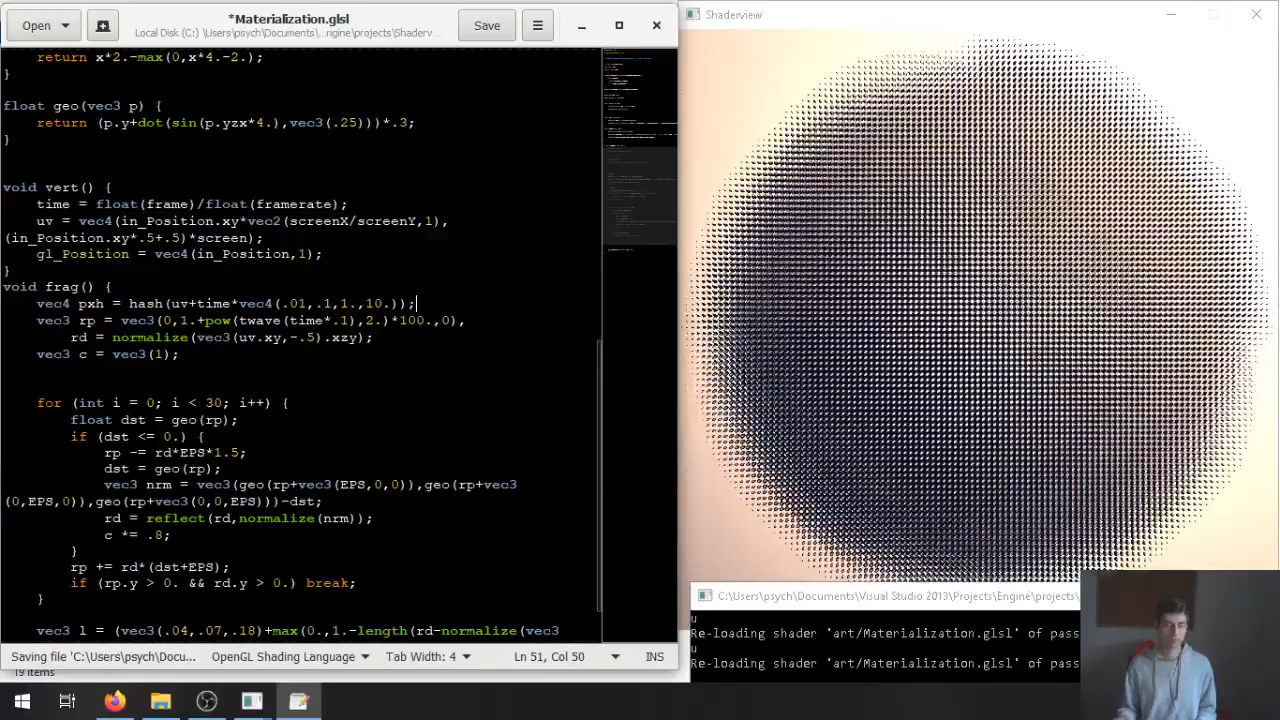 Open
*Materialization.glsl
Local Disk (C:) \Users\psych\Documents\...ngine\projects\Shaderv...
Save
return x*2.-max(0,x*4.-2.);
}
float geo(vec3 p) {
return (p.y+dot(sin(p.yzx*4.),vec3(.25)))*.3;
}
void vert() {
time = float(frame)/float(framerate);
uv = vec4(in_Position.xy*vec2(screenX/screenY,1),
(in_Position.xy*.5+.5)*screen);
gl_Position = vec4(in_Position,1);
}
void frag() {
vec4 pxh = hash(uv+time*vec4(.01,.1,1.,10.));
vec3 rp = vec3(0,1.+pow(twave(time*.1),2.)*100.,0),
rd = normalize(vec3(uv.xy,-.5).xzy);
vec3 c = vec3(1);
for (int i = 0; i < 30; i++) {
float dst = geo(rp);
if (dst <= 0.) {
rp -= rd*EPS*1.5;
dst = geo(rp);
vec3 nrm = vec3(geo(rp+vec3(EPS,0,0)),geo(rp+vec3
(0,EPS,0)),geo(rp+vec3(0,0,EPS)))-dst;
rd = reflect(rd,normalize(nrm));
c *= .8;
}
rp += rd*(dst+EPS);
if (rp.y > 0. && rd.y > 0.) break;
}
vec3 l = (vec3(.04,.07,.18)+max(0.,1.-length(rd-normalize(vec3
Saving file 'C:\Users\psych\Docu...
OpenGL Shading Language
Tab Width: 4
Ln 51, Col 50
INS
19 items
Shaderview
C:\Users\psych\Documents\Visual Studio 2013\Projects\Engine\projects\
u
Re-loading shader 'art/Materialization.glsl' of pass
u
Re-loading shader 'art/Materialization.glsl' of pass